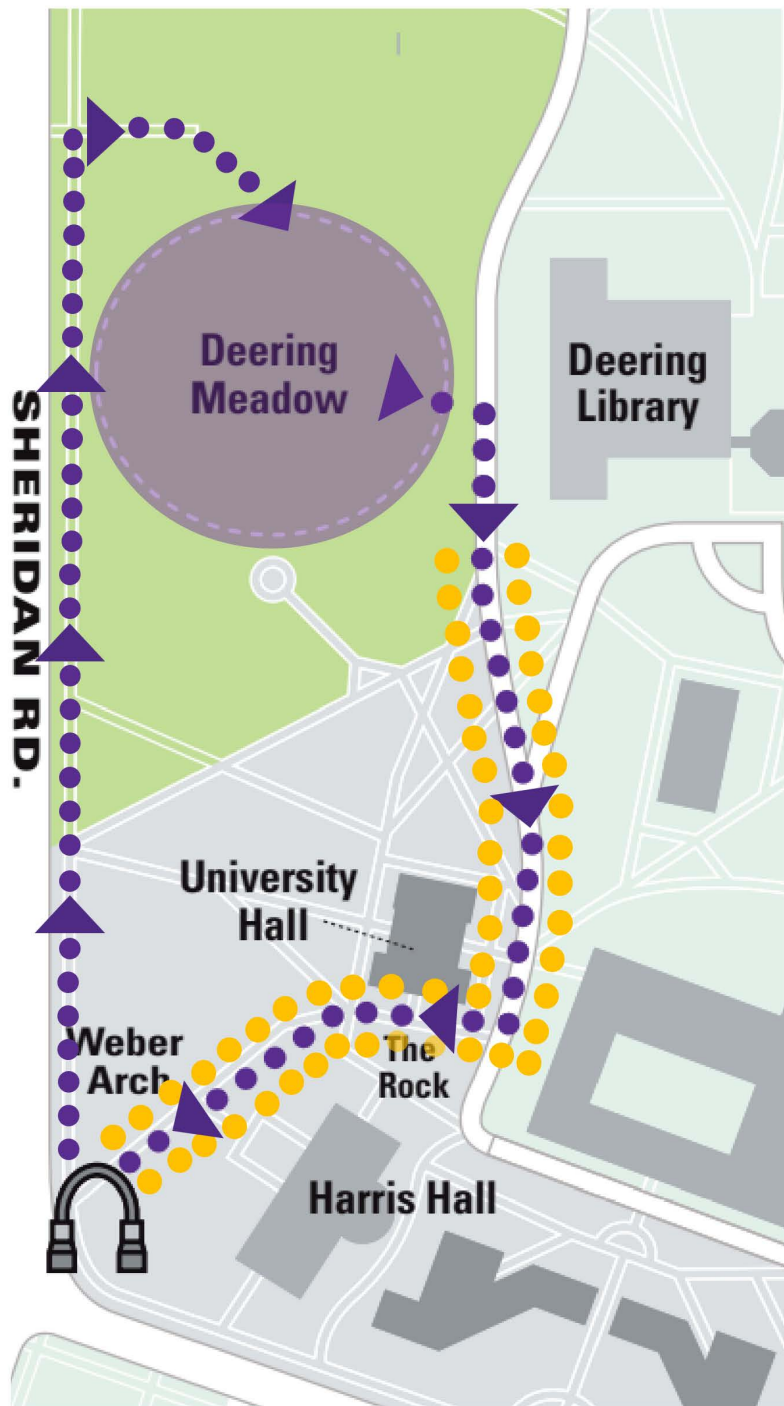 Deering
Meadow
Deering
Library
SHERIDAN RD.
University
Hall
Weber
Arch
The
Rock
Harris Hall